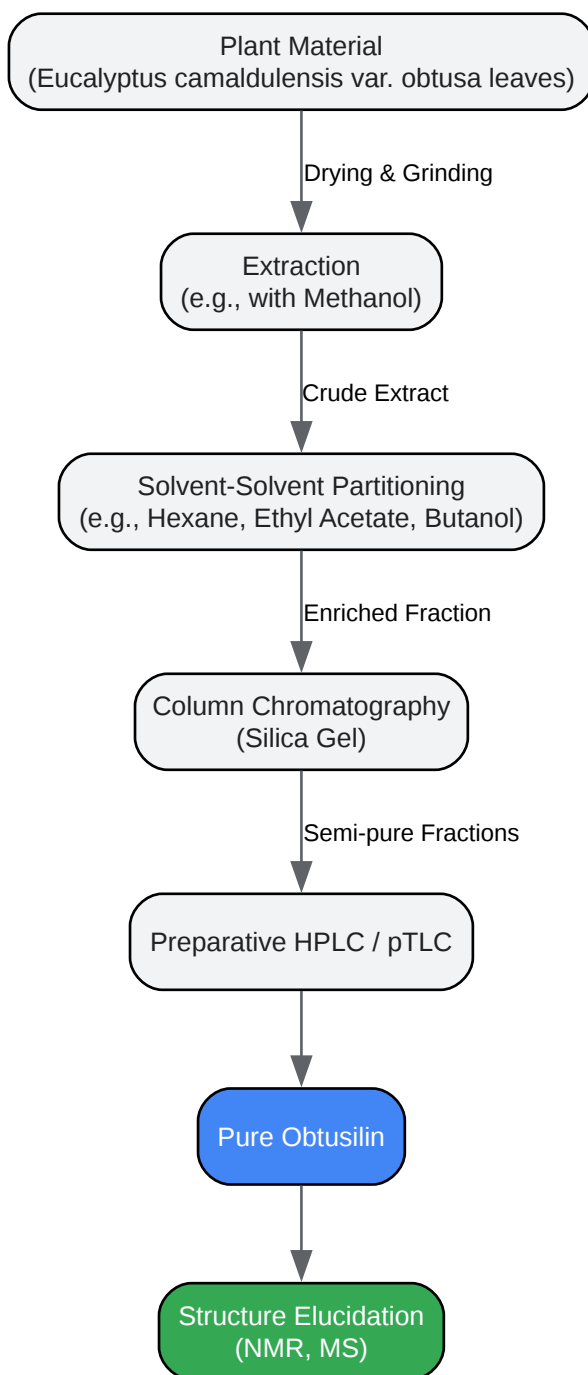 Plant Material
(Eucalyptus camaldulensis var. obtusa leaves)
Drying & Grinding
Extraction
(e.g., with Methanol)
Crude Extract
Solvent-Solvent Partitioning
(e.g., Hexane, Ethyl Acetate, Butanol)
Enriched Fraction
Column Chromatography
(Silica Gel)
Semi-pure Fractions
Preparative HPLC / pTLC
Pure Obtusilin
Structure Elucidation
(NMR, MS)